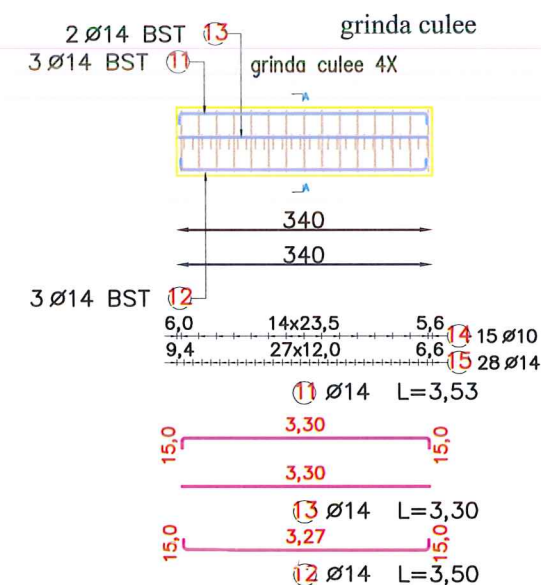 grinda culee
2 Ø14 BST 13
3 Ø14 BST 11
grinda culee 4X
A
A
340
340
3 Ø14 BST 12
6,0 14x23,5 5,6 14 15 Ø10
9,4 27x12,0 6,6 15 28 Ø14
11 Ø14 L=3,53
15,0 3,30 15,0
3,30
13 Ø14 L=3,30
15,0 3,27 15,0
12 Ø14 L=3,50